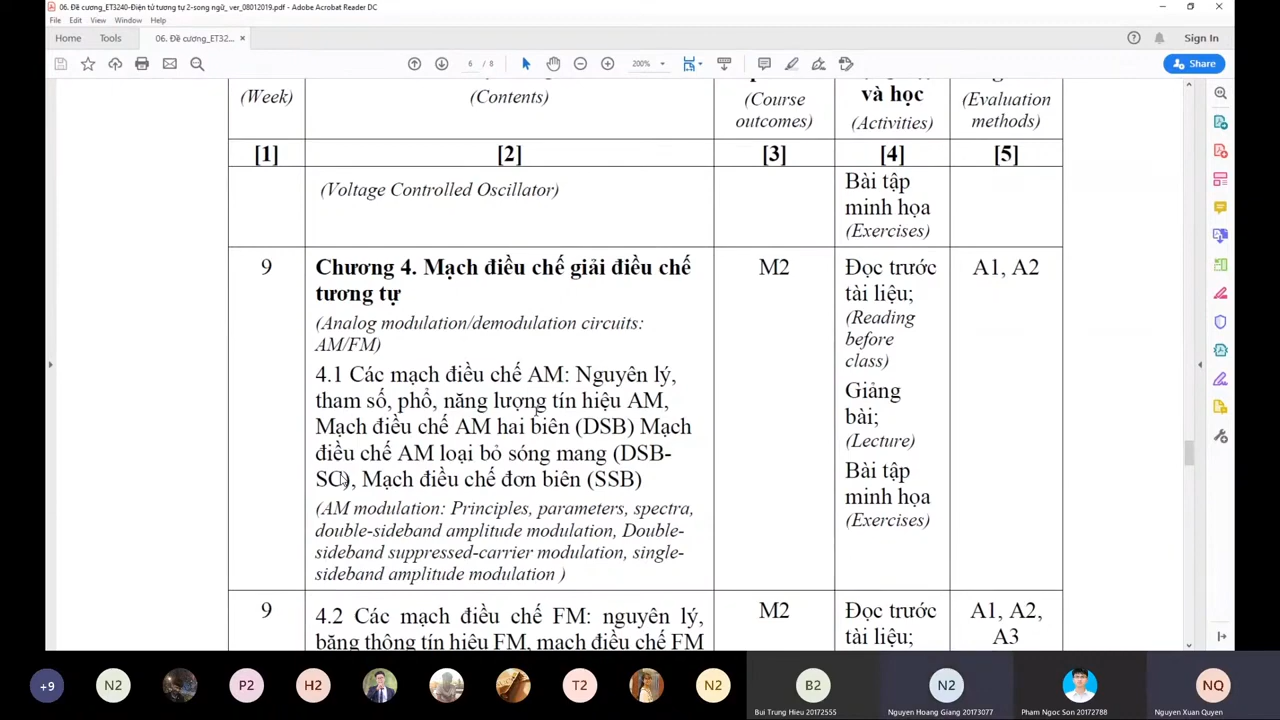 06. Đề cương_ET3240-Điện tử tương tự 2-song ngữ_ ver_08012019.pdf - Adobe Acrobat Reader DC
File Edit View Window Help
Home Tools 06. Đề cương_ET32... × Sign In
/ 8 200% Share
và học
(Week) (Contents) (Course outcomes) (Activities) (Evaluation methods)
[1] [2] [3] [4] [5]
(Voltage Controlled Oscillator)
Bài tập
minh họa
(Exercises)
9
Chương 4. Mạch điều chế giải điều chế
tương tự
(Analog modulation/demodulation circuits:
AM/FM)
4.1 Các mạch điều chế AM: Nguyên lý,
tham số, phổ, năng lượng tín hiệu AM,
Mạch điều chế AM hai biên (DSB) Mạch
điều chế AM loại bỏ sóng mang (DSB-
SC), Mạch điều chế đơn biên (SSB)
(AM modulation: Principles, parameters, spectra,
double-sideband amplitude modulation, Double-
sideband suppressed-carrier modulation, single-
sideband amplitude modulation )
M2
Đọc trước
tài liệu;
(Reading
before
class)
Giảng
bài;
(Lecture)
Bài tập
minh họa
(Exercises)
A1, A2
9
4.2 Các mạch điều chế FM: nguyên lý,
băng thông tín hiệu FM, mạch điều chế FM
M2
Đọc trước
tài liệu;
A1, A2,
A3
+9 N2 P2 H2 T2 N2 B2 N2 NQ
Bui Trung Hieu 20172555 Nguyen Hoang Giang 20173077 Pham Ngoc Son 20172788 Nguyen Xuan Quyen